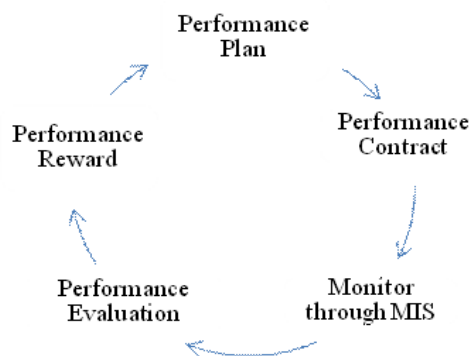 Performance
Plan
Performance
Contract
Monitor
through MIS
Performance
Evaluation
Performance
Reward